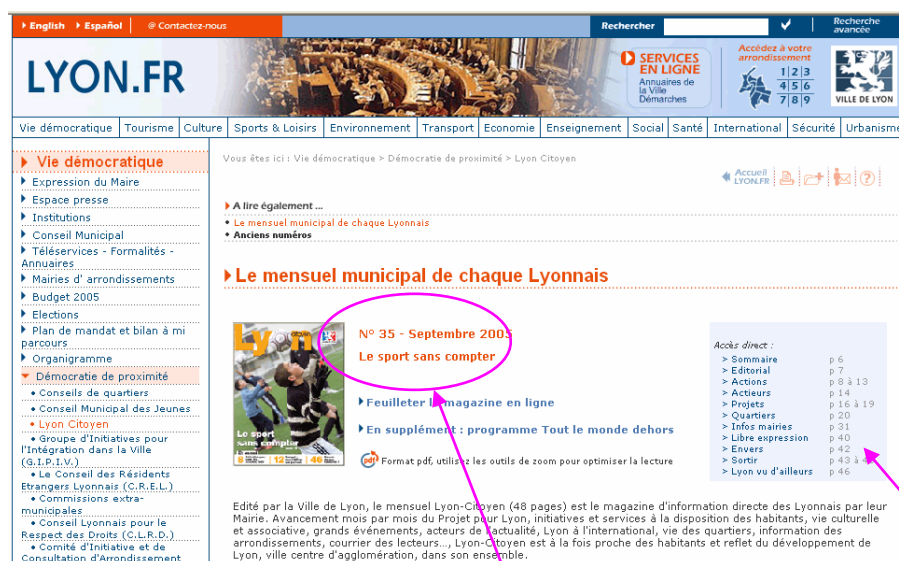 English Español @ Contactez-nous Rechercher Recherche avancée
LYON.FR
SERVICES EN LIGNE
Annuaires de la Ville
Démarches
Accédez à votre arrondissement
1 2 3
4 5 6
7 8 9
VILLE DE LYON
Vie démocratique Tourisme Culture Sports & Loisirs Environnement Transport Economie Enseignement Social Santé International Sécurité Urbanisme
Vie démocratique
Expression du Maire
Espace presse
Institutions
Conseil Municipal
Téléservices - Formalités -
Annuaires
Mairies d' arrondissements
Budget 2005
Elections
Plan de mandat et bilan à mi
parcours
Organigramme
Démocratie de proximité
• Conseils de quartiers
• Conseil Municipal des Jeunes
• Lyon Citoyen
• Groupe d'Initiatives pour
l'Intégration dans la Ville
(G.I.P.I.V.)
• Le Conseil des Résidents
Etrangers Lyonnais (C.R.E.L.)
• Commissions extra-
municipales
• Conseil Lyonnais pour le
Respect des Droits (C.L.R.D.)
• Comité d'Initiative et de
Consultation d'Arrondissement
Vous êtes ici : Vie démocratique > Démocratie de proximité > Lyon Citoyen
Accueil
LYON.FR
A lire également ...
• Le mensuel municipal de chaque Lyonnais
• Anciens numéros
Le mensuel municipal de chaque Lyonnais
Lyon citoyen
Le sport
sans compter
8 12 46
N° 35 - Septembre 2005
Le sport sans compter
Feuilleter le magazine en ligne
En supplément : programme Tout le monde dehors
pdf Format pdf, utilisez les outils de zoom pour optimiser la lecture
Accès direct :
> Sommaire p 6
> Editorial p 7
> Actions p 8 à 13
> Acteurs p 14
> Projets p 16 à 19
> Quartiers p 20
> Infos mairies p 31
> Libre expression p 40
> Envers p 42
> Sortir p 43 à
> Lyon vu d'ailleurs p 46
Edité par la Ville de Lyon, le mensuel Lyon-Citoyen (48 pages) est le magazine d'information directe des Lyonnais par leur
Mairie. Avancement mois par mois du Projet pour Lyon, initiatives et services à la disposition des habitants, vie culturelle
et associative, grands événements, acteurs de l'actualité, Lyon à l'international, vie des quartiers, information des
arrondissements, courrier des lecteurs..., Lyon-Citoyen est à la fois proche des habitants et reflet du développement de
Lyon, ville centre d'agglomération, dans son ensemble.